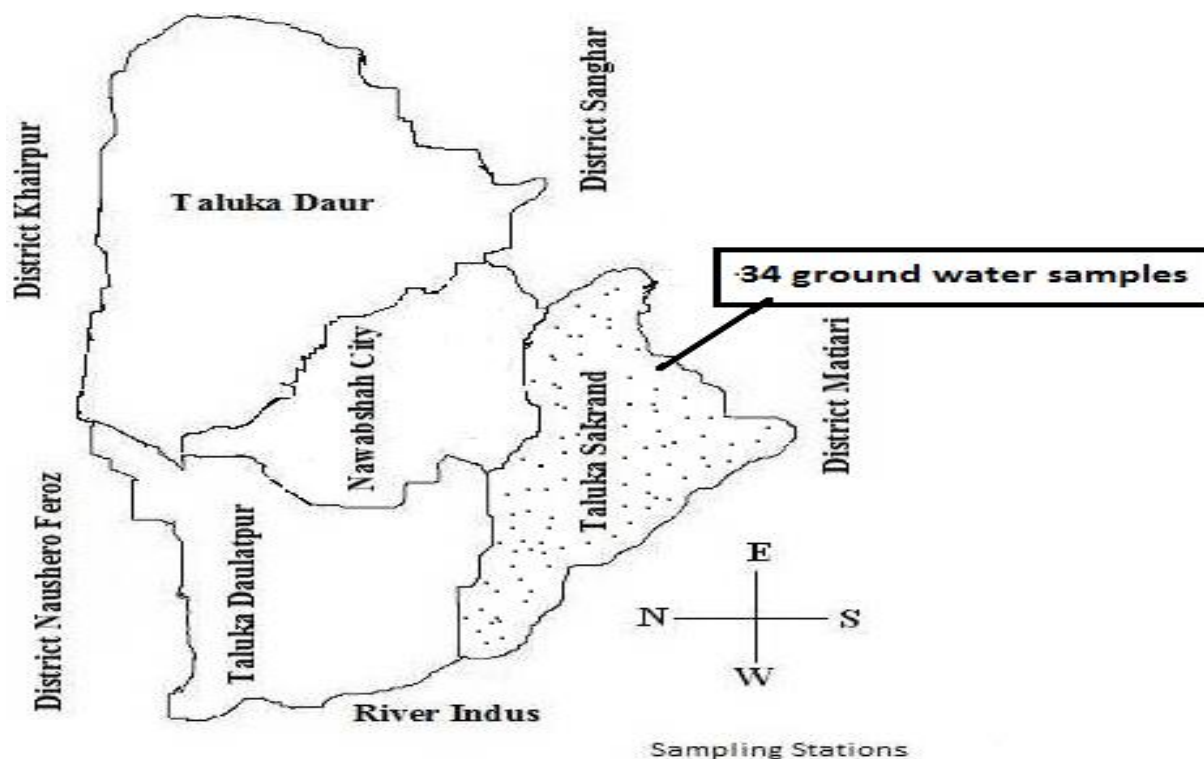 District Khairpur
District Sanghar
Taluka Daur
34 ground water samples
Nawabshah City
Taluka Sakrand
District Matiari
District Naushero Feroz
Taluka Daulatpur
E
N
S
W
River Indus
Sampling Stations